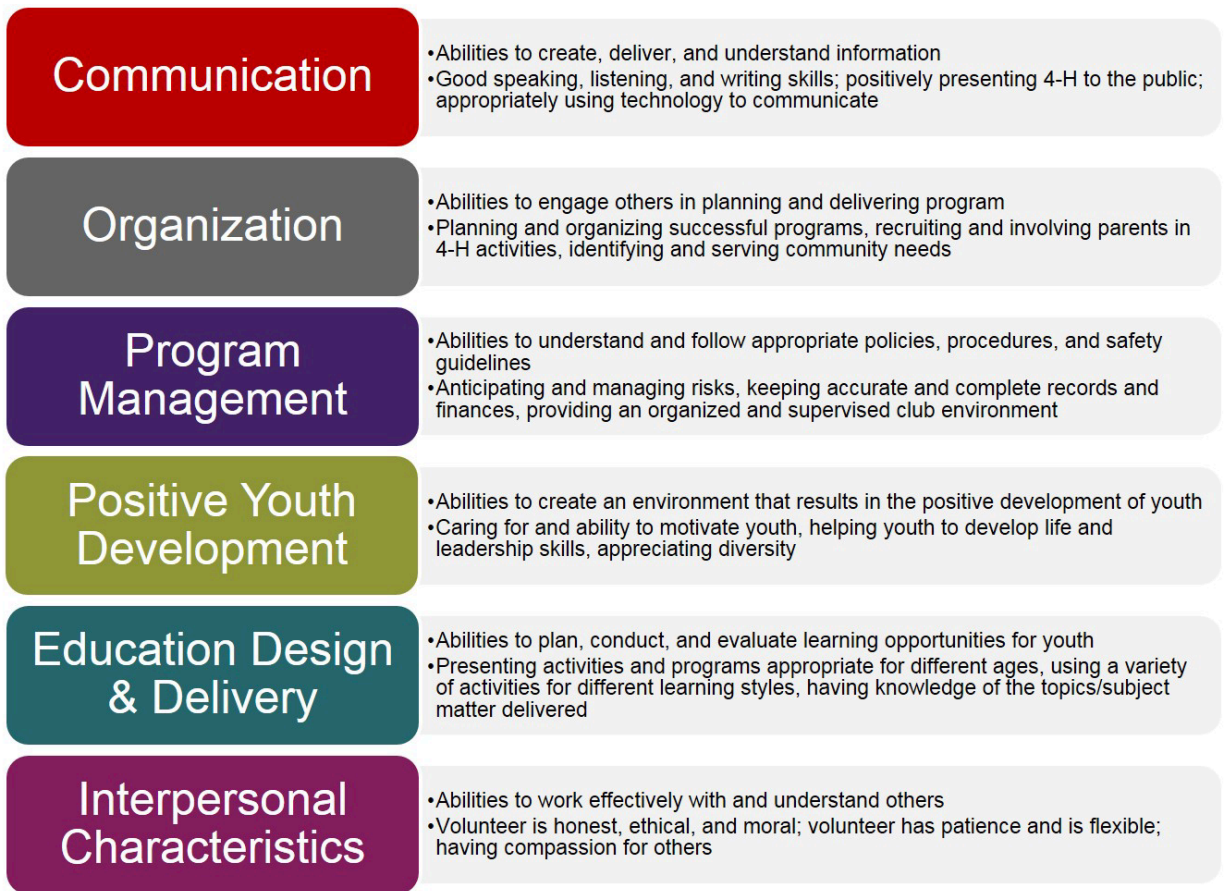 Communication
•Abilities to create, deliver, and understand information
•Good speaking, listening, and writing skills; positively presenting 4-H to the public;
appropriately using technology to communicate
Organization
•Abilities to engage others in planning and delivering program
•Planning and organizing successful programs, recruiting and involving parents in
4-H activities, identifying and serving community needs
Program
Management
•Abilities to understand and follow appropriate policies, procedures, and safety
guidelines
•Anticipating and managing risks, keeping accurate and complete records and
finances, providing an organized and supervised club environment
Positive Youth
Development
•Abilities to create an environment that results in the positive development of youth
•Caring for and ability to motivate youth, helping youth to develop life and
leadership skills, appreciating diversity
Education Design
& Delivery
•Abilities to plan, conduct, and evaluate learning opportunities for youth
•Presenting activities and programs appropriate for different ages, using a variety
of activities for different learning styles, having knowledge of the topics/subject
matter delivered
Interpersonal
Characteristics
•Abilities to work effectively with and understand others
•Volunteer is honest, ethical, and moral; volunteer has patience and is flexible;
having compassion for others